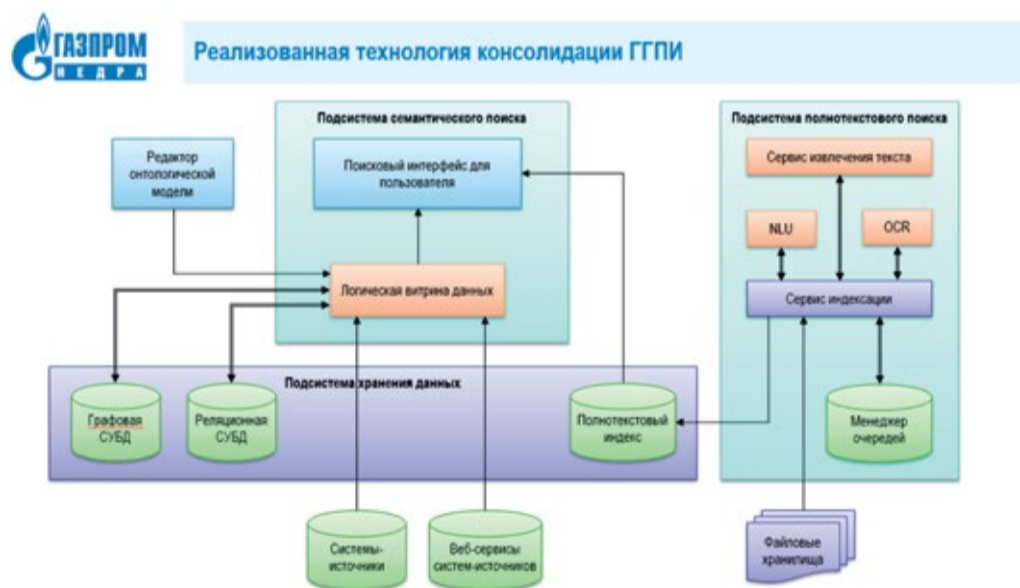 ГАЗПРОМ
НЕДРА
Реализованная технология консолидации ГГПИ
Подсистема семантического поиска
Подсистема полнотекстового поиска
Редактор
онтологической
модели
Поисковый интерфейс для
пользователя
Сервис извлечения текста
NLU
OCR
Логическая витрина данных
Сервис индексации
Подсистема хранения данных
Графовая
СУБД
Реляционная
СУБД
Полнотекстовый
индекс
Менеджер
очередей
Системы-
источники
Веб-сервисы
систем-источников
Файловые
хранилища